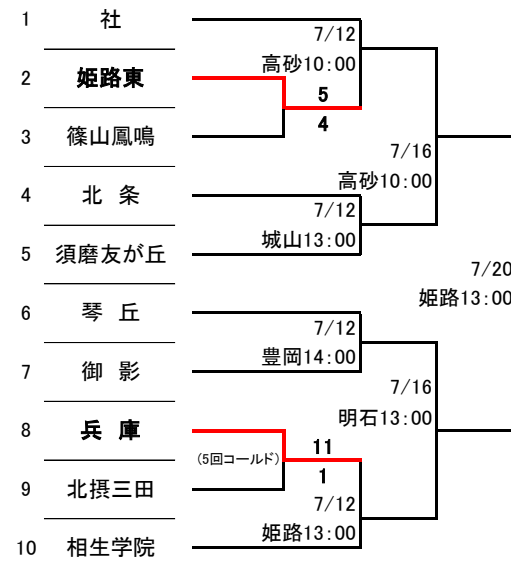 1 社
7/12
高砂10:00
2 姫路東
5
4
3 篠山鳳鳴
7/16
高砂10:00
4 北 条
7/12
城山13:00
5 須磨友が丘
7/20
姫路13:00
6 琴 丘
7/12
豊岡14:00
7 御 影
7/16
明石13:00
8 兵 庫
11
(5回コールド)
1
9 北摂三田
7/12
姫路13:00
10 相生学院